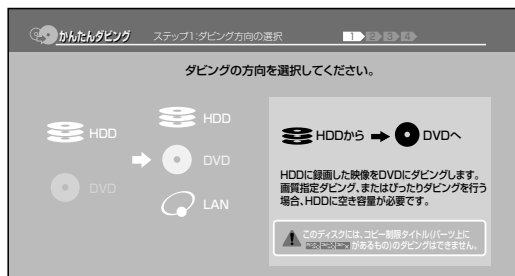 かんたんダビング ステップ1:ダビング方向の選択 1 2 3 4
ダビングの方向を選択してください。
HDD
DVD
HDD
DVD
LAN
HDDから DVDへ
HDDに録画した映像をDVDにダビングします。
画質指定ダビング、またはぴったりダビングを行う
場合、HDDに空き容量が必要です。
このディスクには、コピー制限タイトル(パーツ上に
があるもの)のダビングはできません。